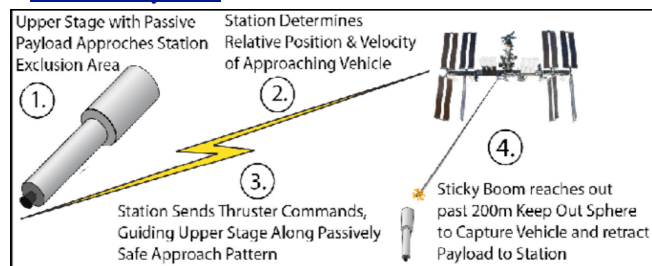 Upper Stage with Passive
Payload Approches Station
Exclusion Area
1.
Station Determines
Relative Position & Velocity
of Approaching Vehicle
2.
3.
Station Sends Thruster Commands,
Guiding Upper Stage Along Passively
Safe Approach Pattern
4.
Sticky Boom reaches out
past 200m Keep Out Sphere
to Capture Vehicle and retract
Payload to Station